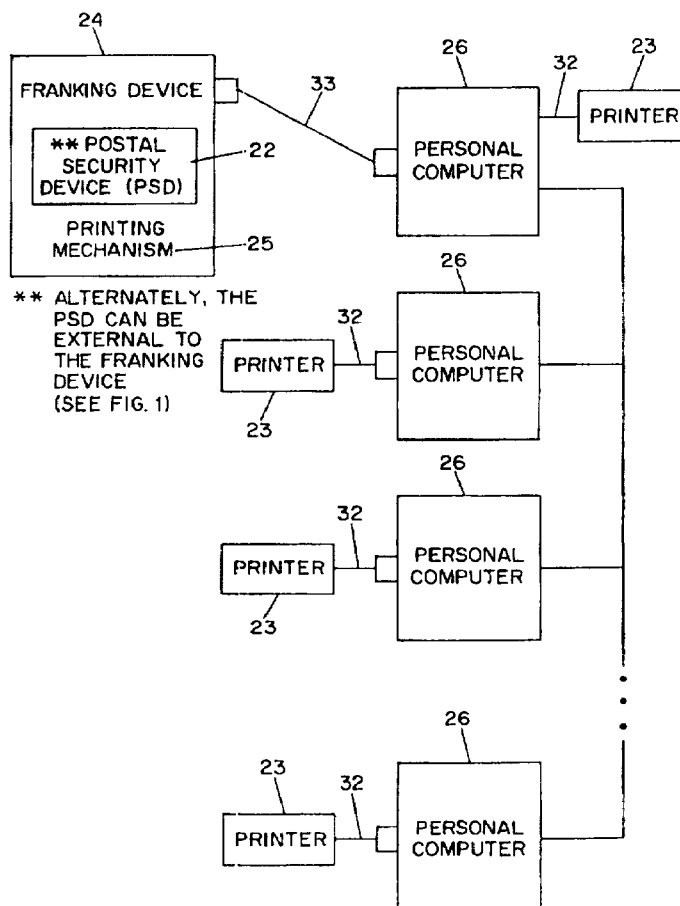 24
FRANKING DEVICE
** POSTAL
SECURITY
DEVICE (PSD)
22
PRINTING
MECHANISM
25
** ALTERNATELY, THE
PSD CAN BE
EXTERNAL TO
THE FRANKING
DEVICE
(SEE FIG. 1)
33
26
PERSONAL
COMPUTER
32
23
PRINTER
26
PERSONAL
COMPUTER
32
PRINTER
23
26
PERSONAL
COMPUTER
32
PRINTER
23
26
PERSONAL
COMPUTER
23
32
PRINTER